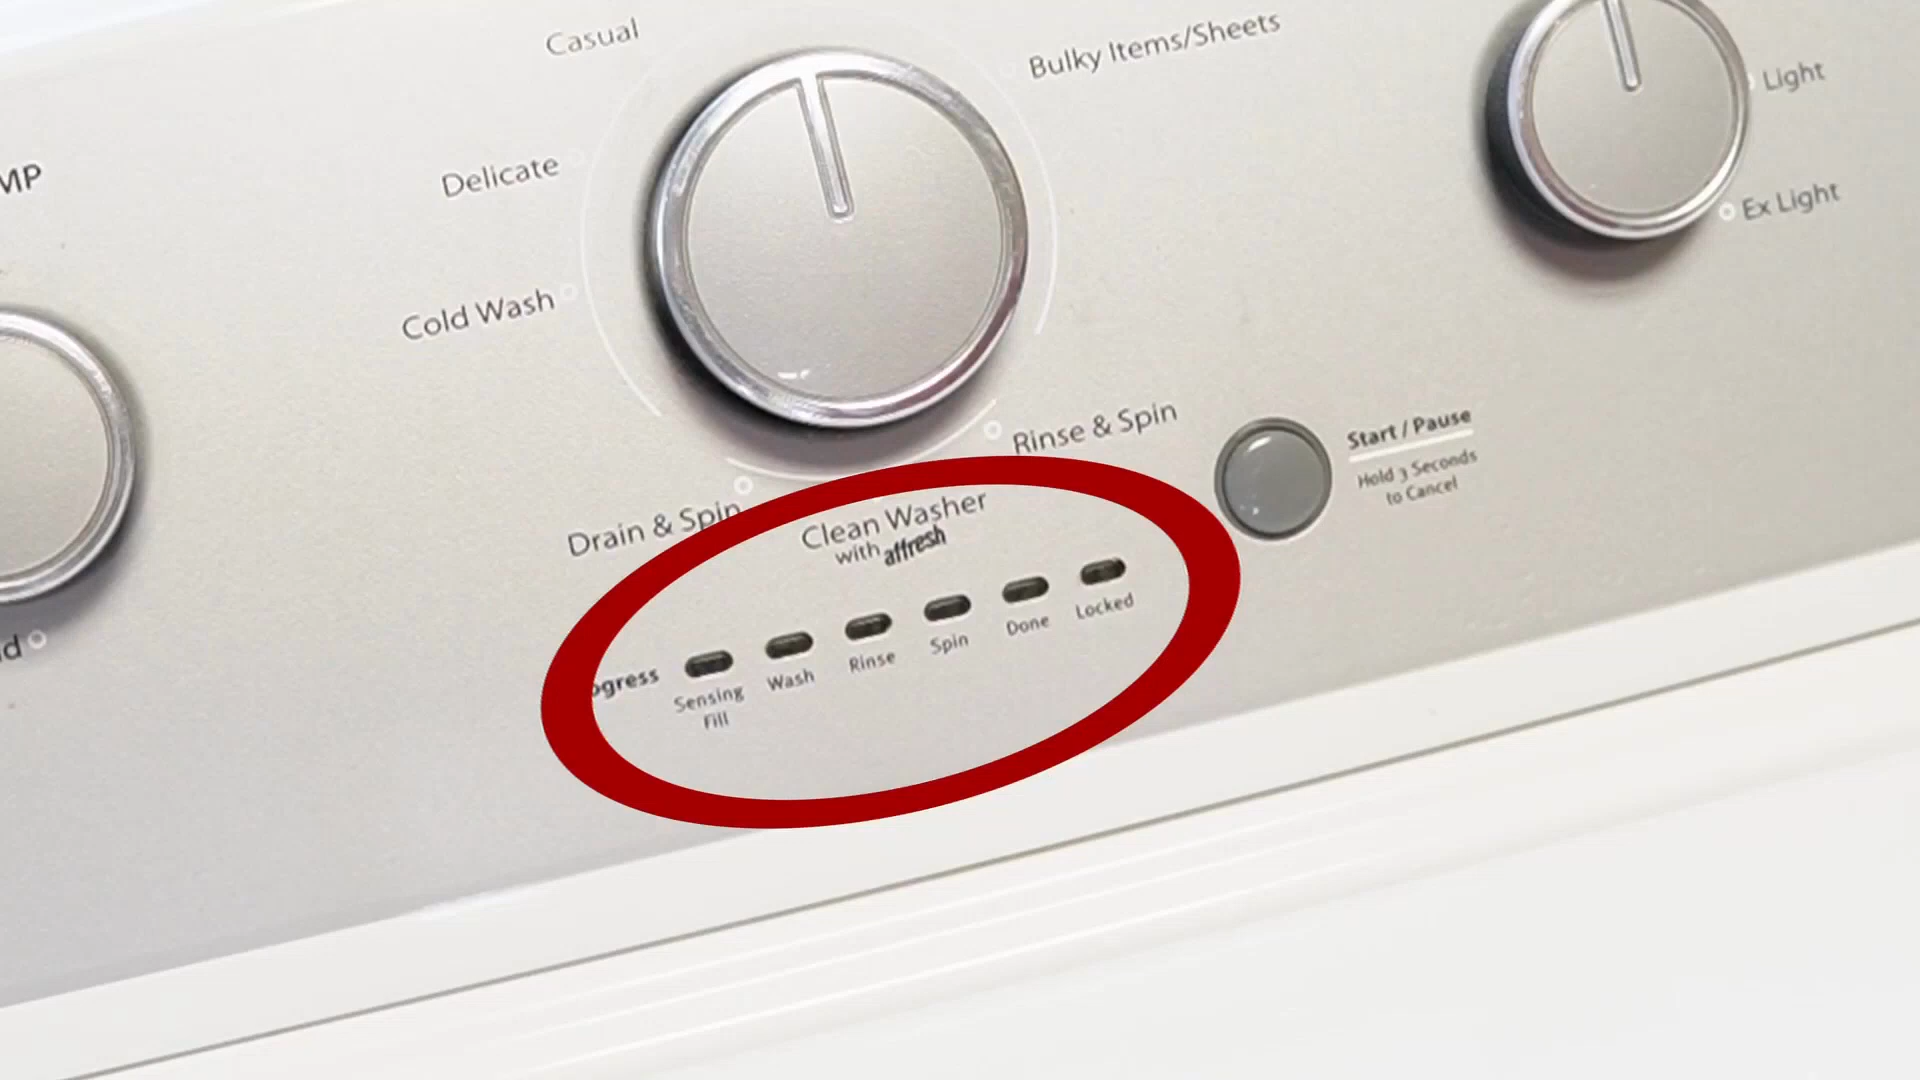 Casual
Bulky Items/Sheets
Light
Delicate
MP
Ex Light
Cold Wash
Rinse & Spin
Start / Pause
Hold 3 Seconds
to Cancel
Drain & Spin
Clean Washer
with affresh
ogress
Sensing
Fill
Wash
Rinse
Spin
Done
Locked
d